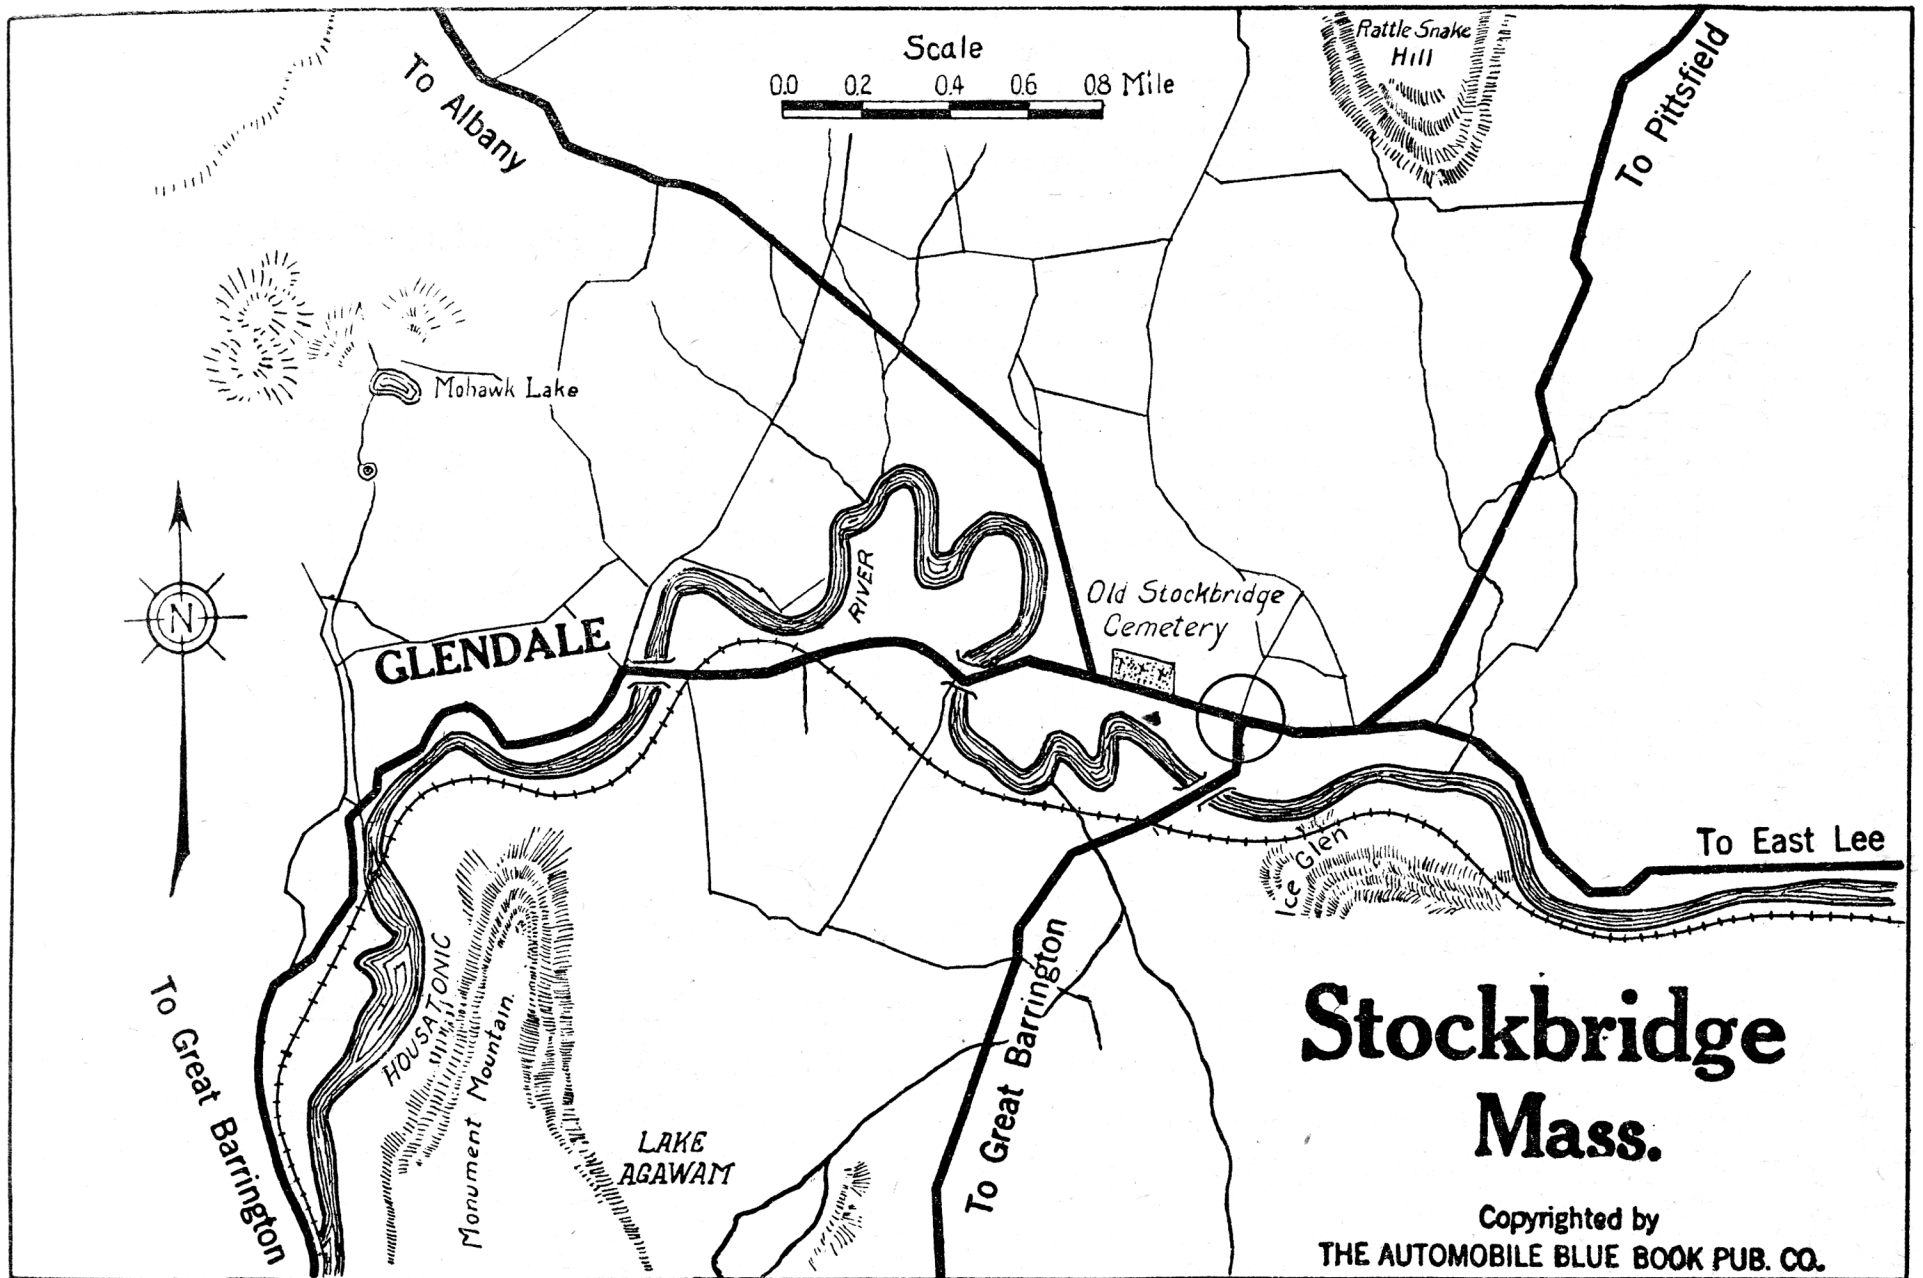 Scale
0.0 0.2 0.4 0.6 0.8 Mile
Rattle Snake
Hill
To Albany
To Pittsfield
Mohawk Lake
N
RIVER
Old Stockbridge
Cemetery
GLENDALE
To East Lee
Ice Glen
HOUSATONIC
Monument Mountain.
To Great Barrington
To Great Barrington
LAKE
AGAWAM
Stockbridge
Mass.
Copyrighted by
THE AUTOMOBILE BLUE BOOK PUB. CO.